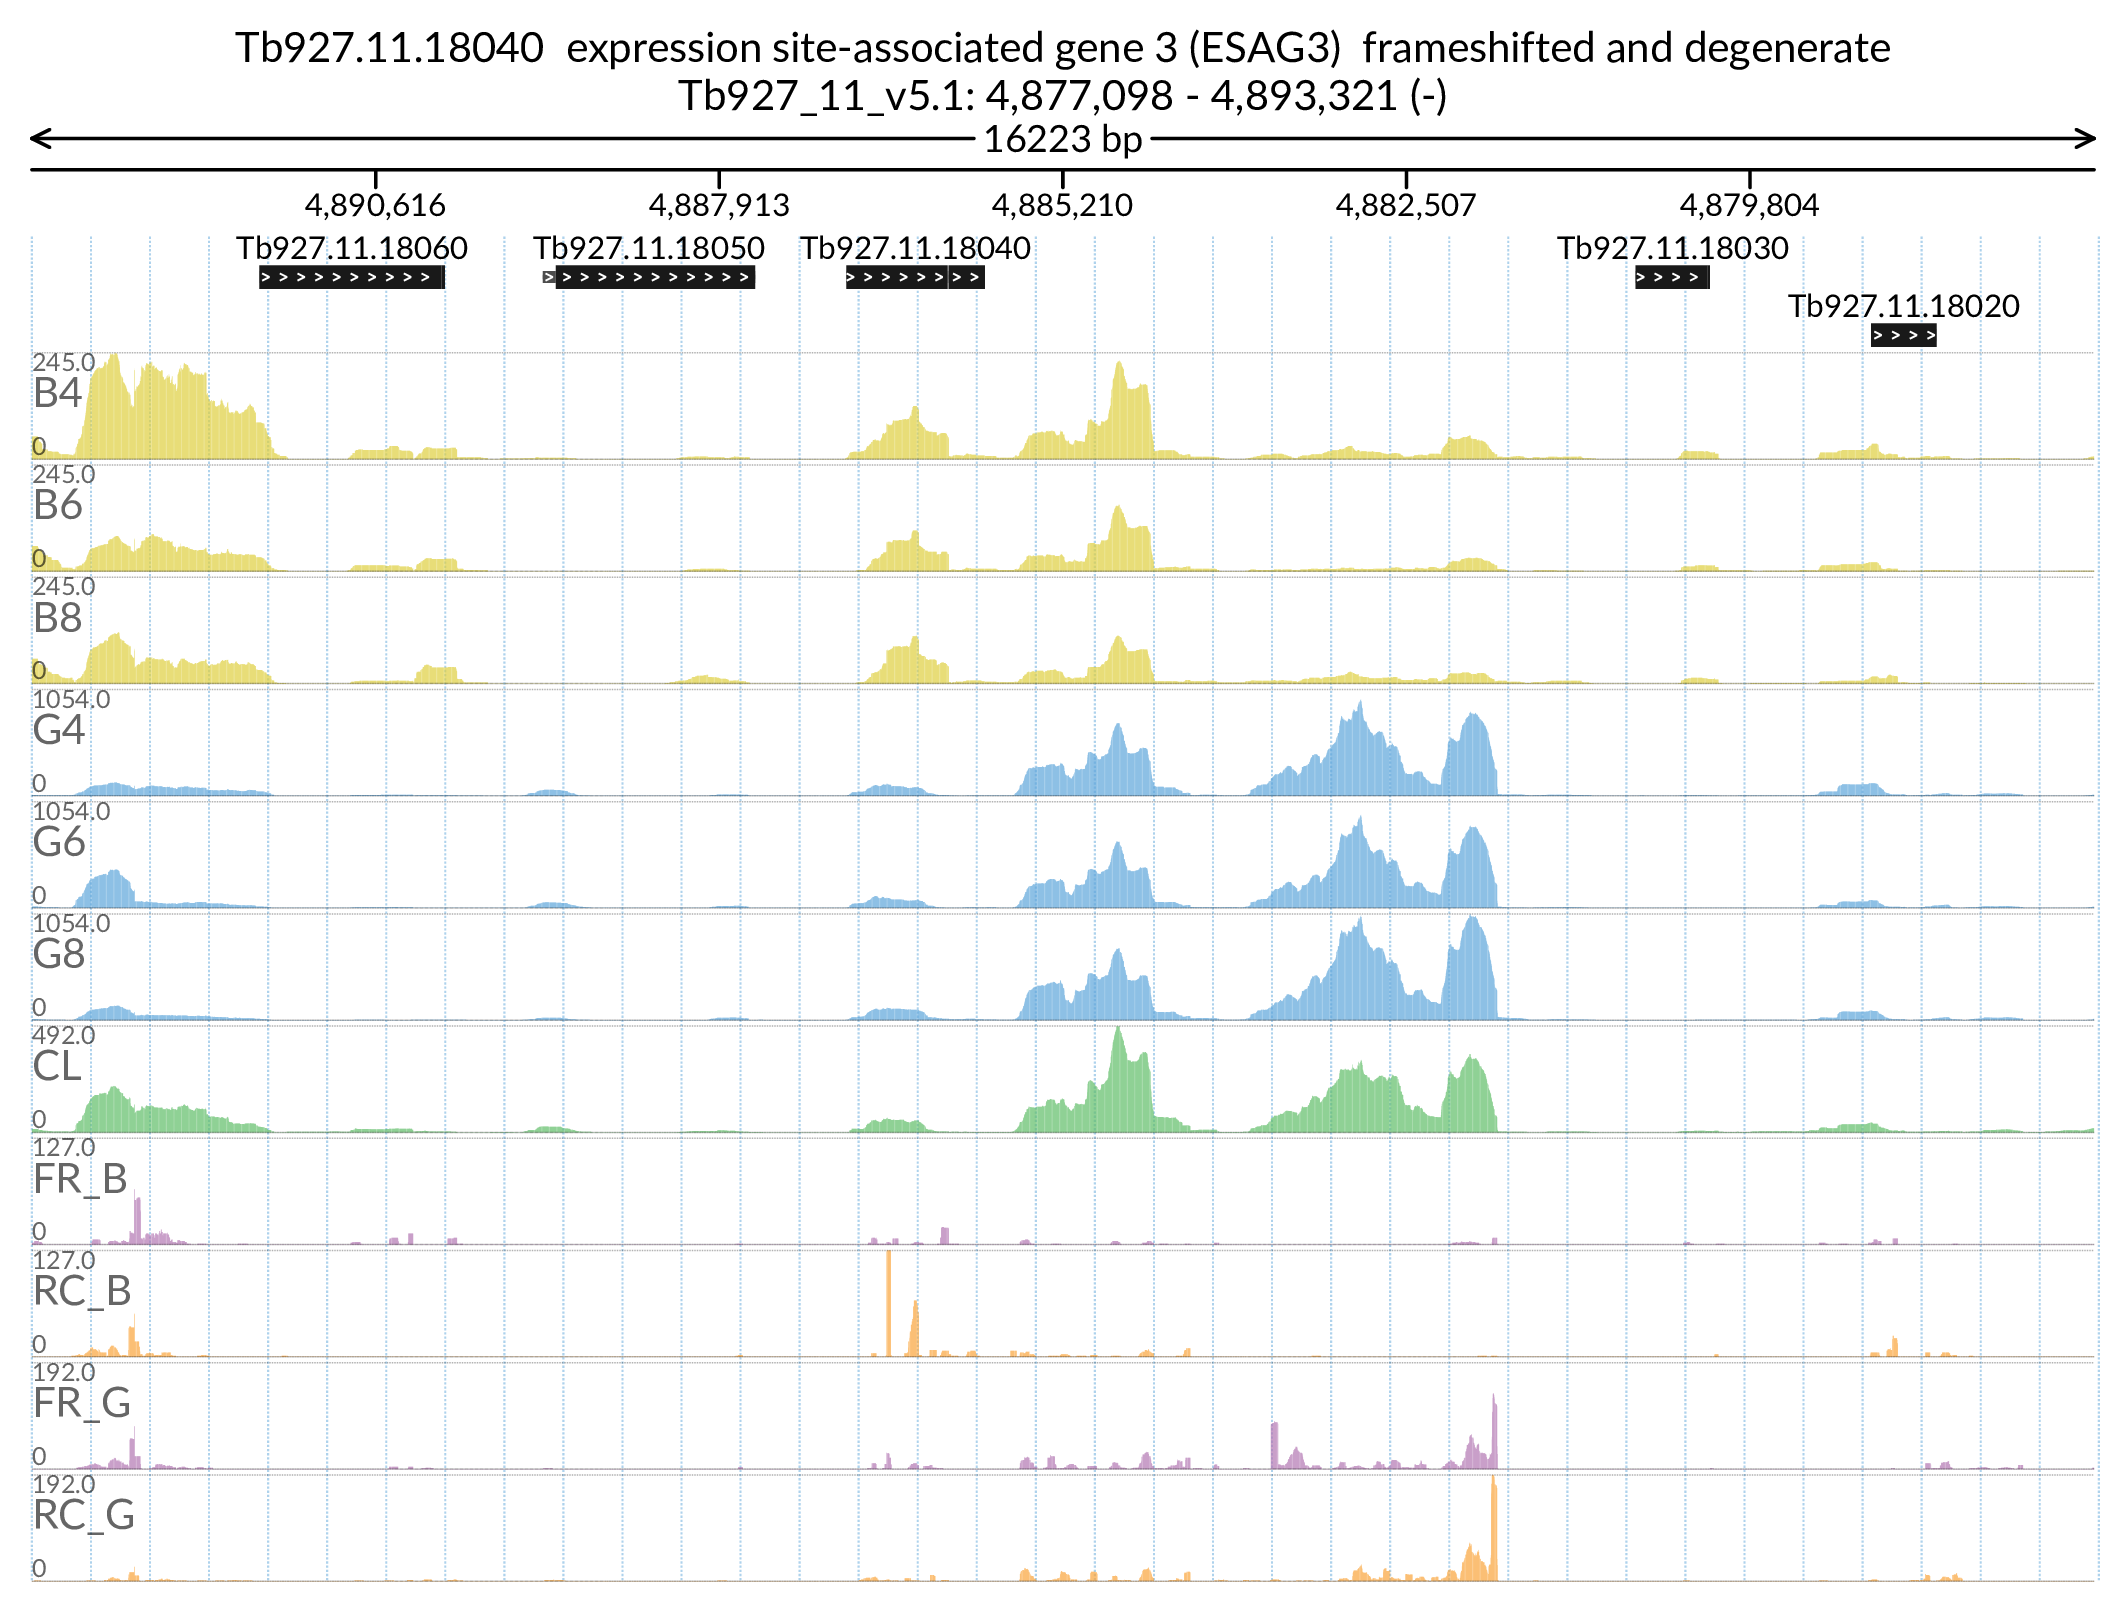 Tb927.11.18040 expression site-associated gene 3 (ESAG3) frameshifted and degenerate
Tb927_11_v5.1: 4,877,098 - 4,893,321 (-)
16223 bp
4,890,616 4,887,913 4,885,210 4,882,507 4,879,804
Tb927.11.18060 Tb927.11.18050 Tb927.11.18040 Tb927.11.18030
Tb927.11.18020
245.0
B4
0
245.0
B6
0
245.0
B8
0
1054.0
G4
0
1054.0
G6
0
1054.0
G8
0
492.0
CL
0
127.0
FR_B
0
127.0
RC_B
0
192.0
FR_G
0
192.0
RC_G
0